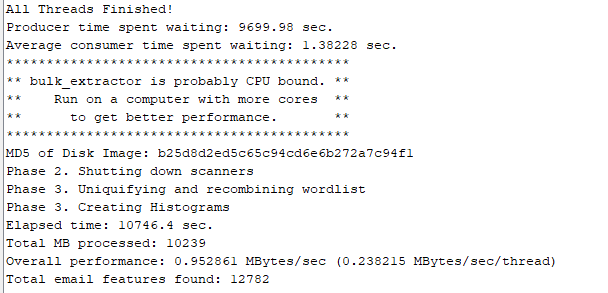 All Threads Finished!
Producer time spent waiting: 9699.98 sec.
Average consumer time spent waiting: 1.38228 sec.
*******************************************
** bulk_extractor is probably CPU bound. **
**    Run on a computer with more cores  **
**      to get better performance.       **
*******************************************
MD5 of Disk Image: b25d8d2ed5c65c94cd6e6b272a7c94f1
Phase 2. Shutting down scanners
Phase 3. Uniquifying and recombining wordlist
Phase 3. Creating Histograms
Elapsed time: 10746.4 sec.
Total MB processed: 10239
Overall performance: 0.952861 MBytes/sec (0.238215 MBytes/sec/thread)
Total email features found: 12782